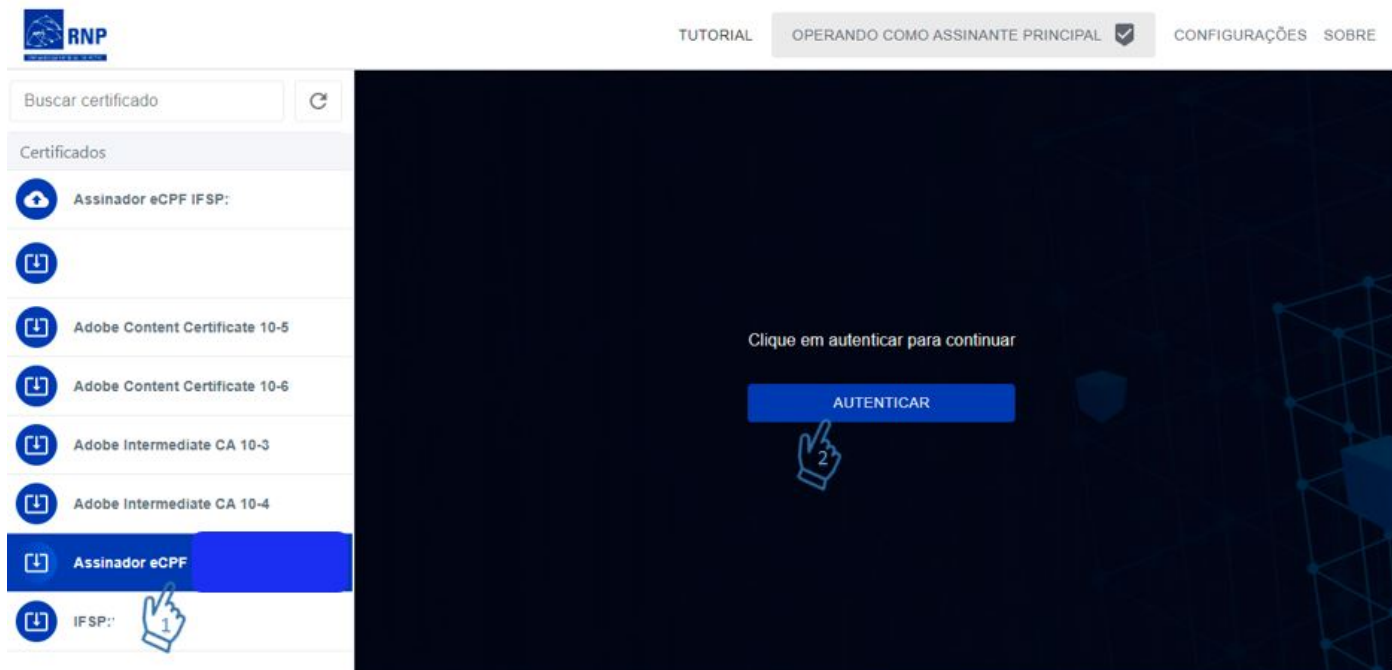 RNP
TUTORIAL
OPERANDO COMO ASSINANTE PRINCIPAL
CONFIGURAÇÕES
SOBRE
Buscar certificado
Certificados
Assinador eCPF IFSP:
Adobe Content Certificate 10-5
Adobe Content Certificate 10-6
Adobe Intermediate CA 10-3
Adobe Intermediate CA 10-4
Assinador eCPF
1
IFSP:
Clique em autenticar para continuar
AUTENTICAR
2